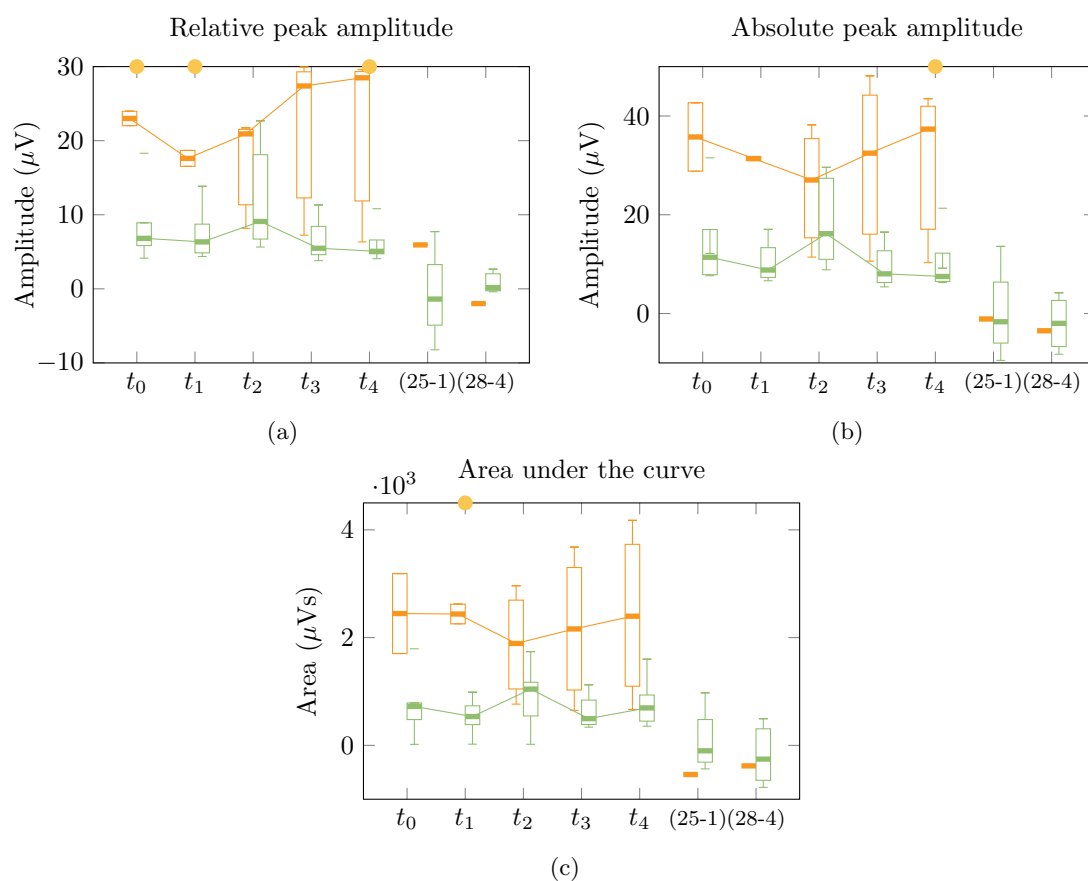 Relative peak amplitude
Amplitude (μV)
30
20
10
0
−10
t₀ t₁ t₂ t₃ t₄ (25-1)(28-4)
(a)
Absolute peak amplitude
Amplitude (μV)
40
20
0
t₀ t₁ t₂ t₃ t₄ (25-1)(28-4)
(b)
Area under the curve
·10³
Area (μVs)
4
2
0
t₀ t₁ t₂ t₃ t₄ (25-1)(28-4)
(c)